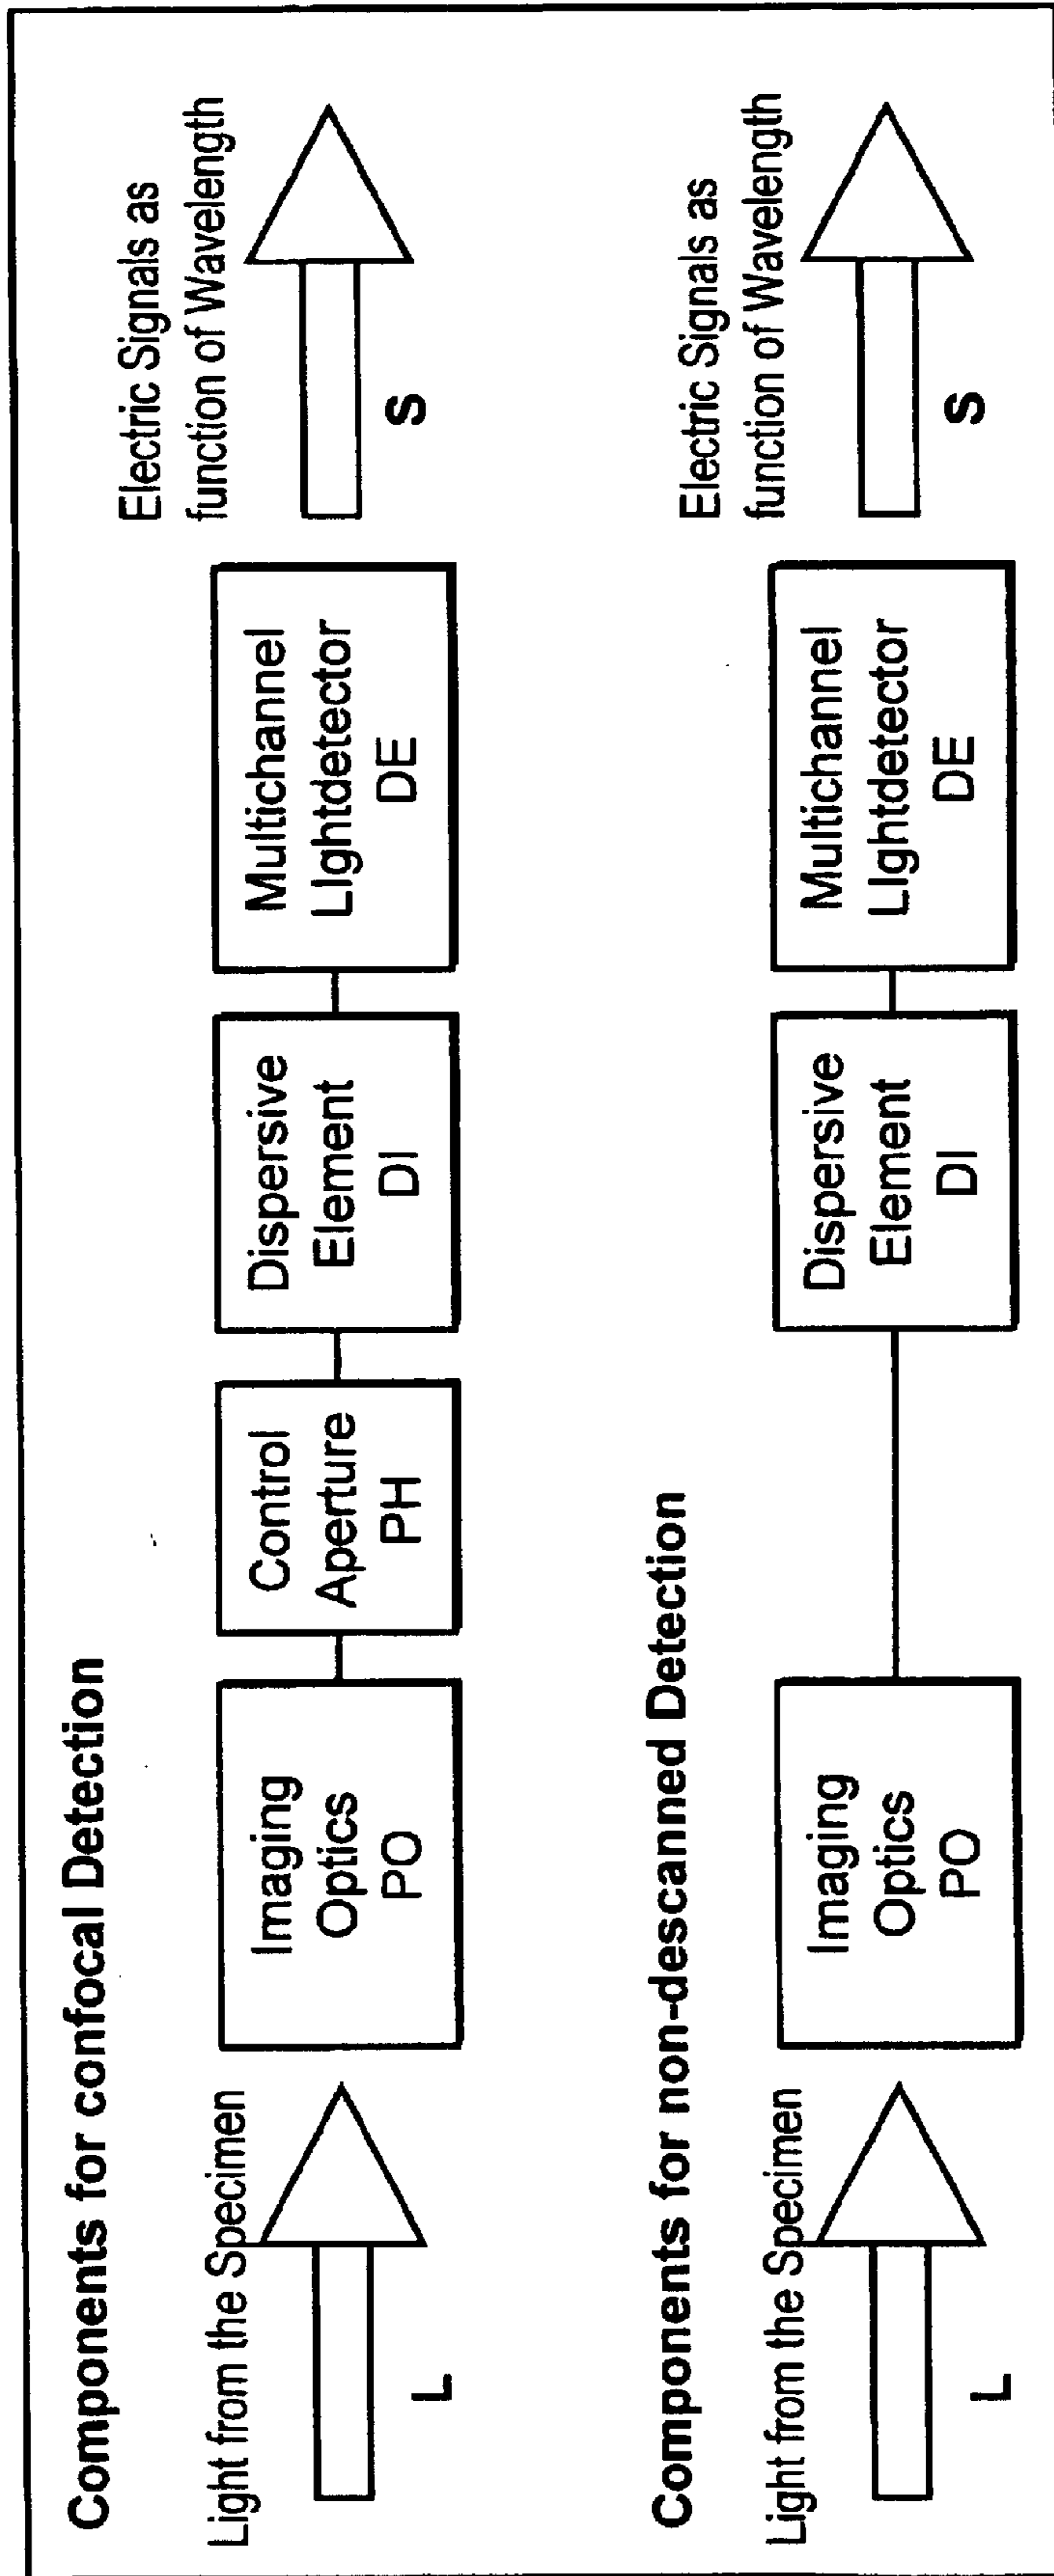 Components for confocal Detection
Light from the Specimen
L
Imaging
Optics
PO
Control
Aperture
PH
Dispersive
Element
DI
Multichannel
LIghtdetector
DE
Electric Signals as
function of Wavelength
S
Components for non-descanned Detection
Light from the Specimen
L
Imaging
Optics
PO
Dispersive
Element
DI
Multichannel
LIghtdetector
DE
Electric Signals as
function of Wavelength
S